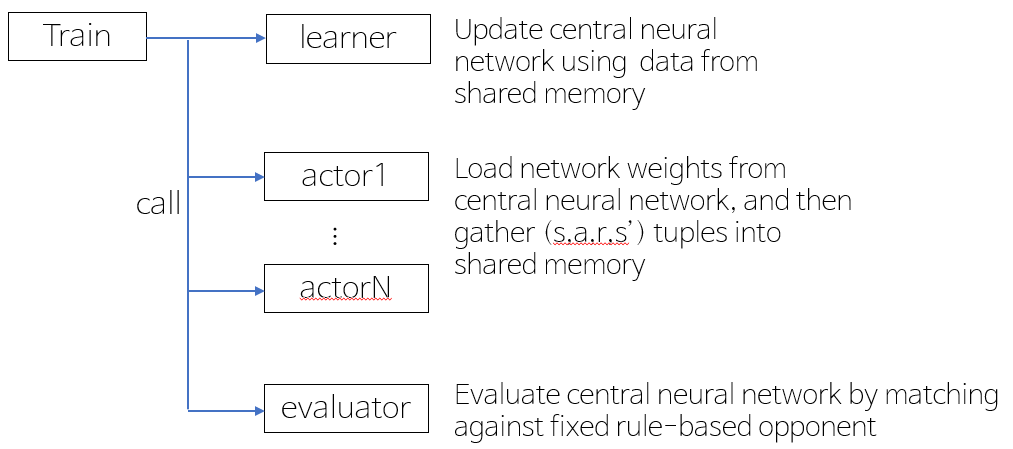 Train
learner
Update central neural
network using data from
shared memory
call
actor1
⋮
actorN
Load network weights from
central neural network, and then
gather (s,a,r,s') tuples into
shared memory
evaluator
Evaluate central neural network by matching
against fixed rule-based opponent